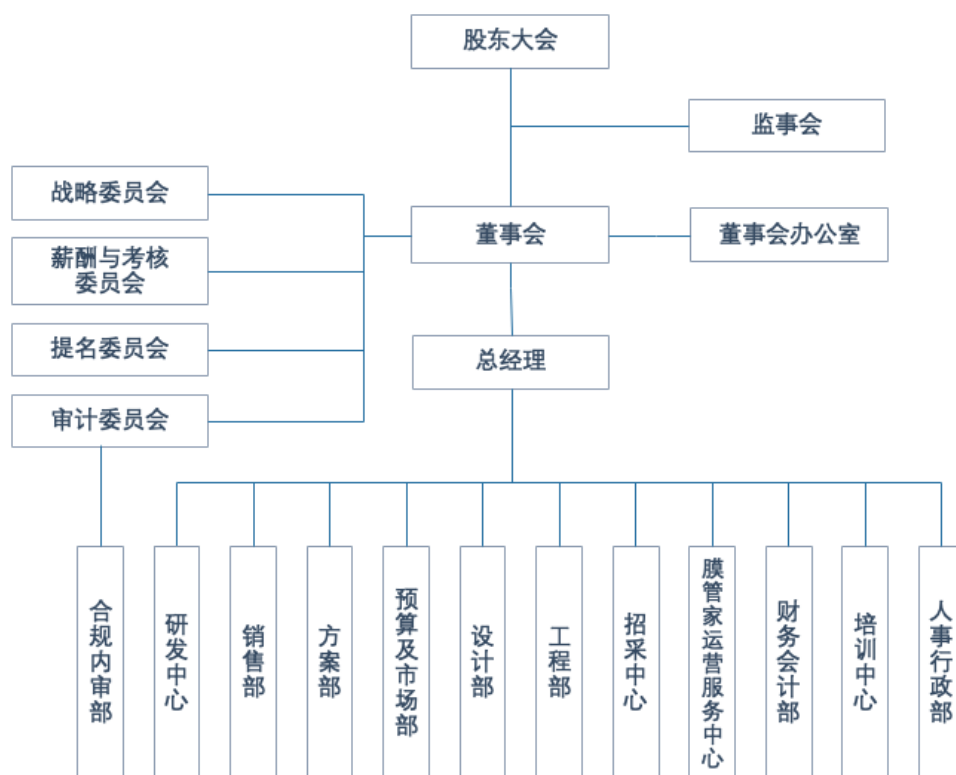 股东大会
监事会
战略委员会
董事会
董事会办公室
薪酬与考核
委员会
提名委员会
总经理
审计委员会
合规内审部
研发中心
销售部
方案部
预算及市场部
设计部
工程部
招采中心
膜管家运营服务中心
财务会计部
培训中心
人事行政部